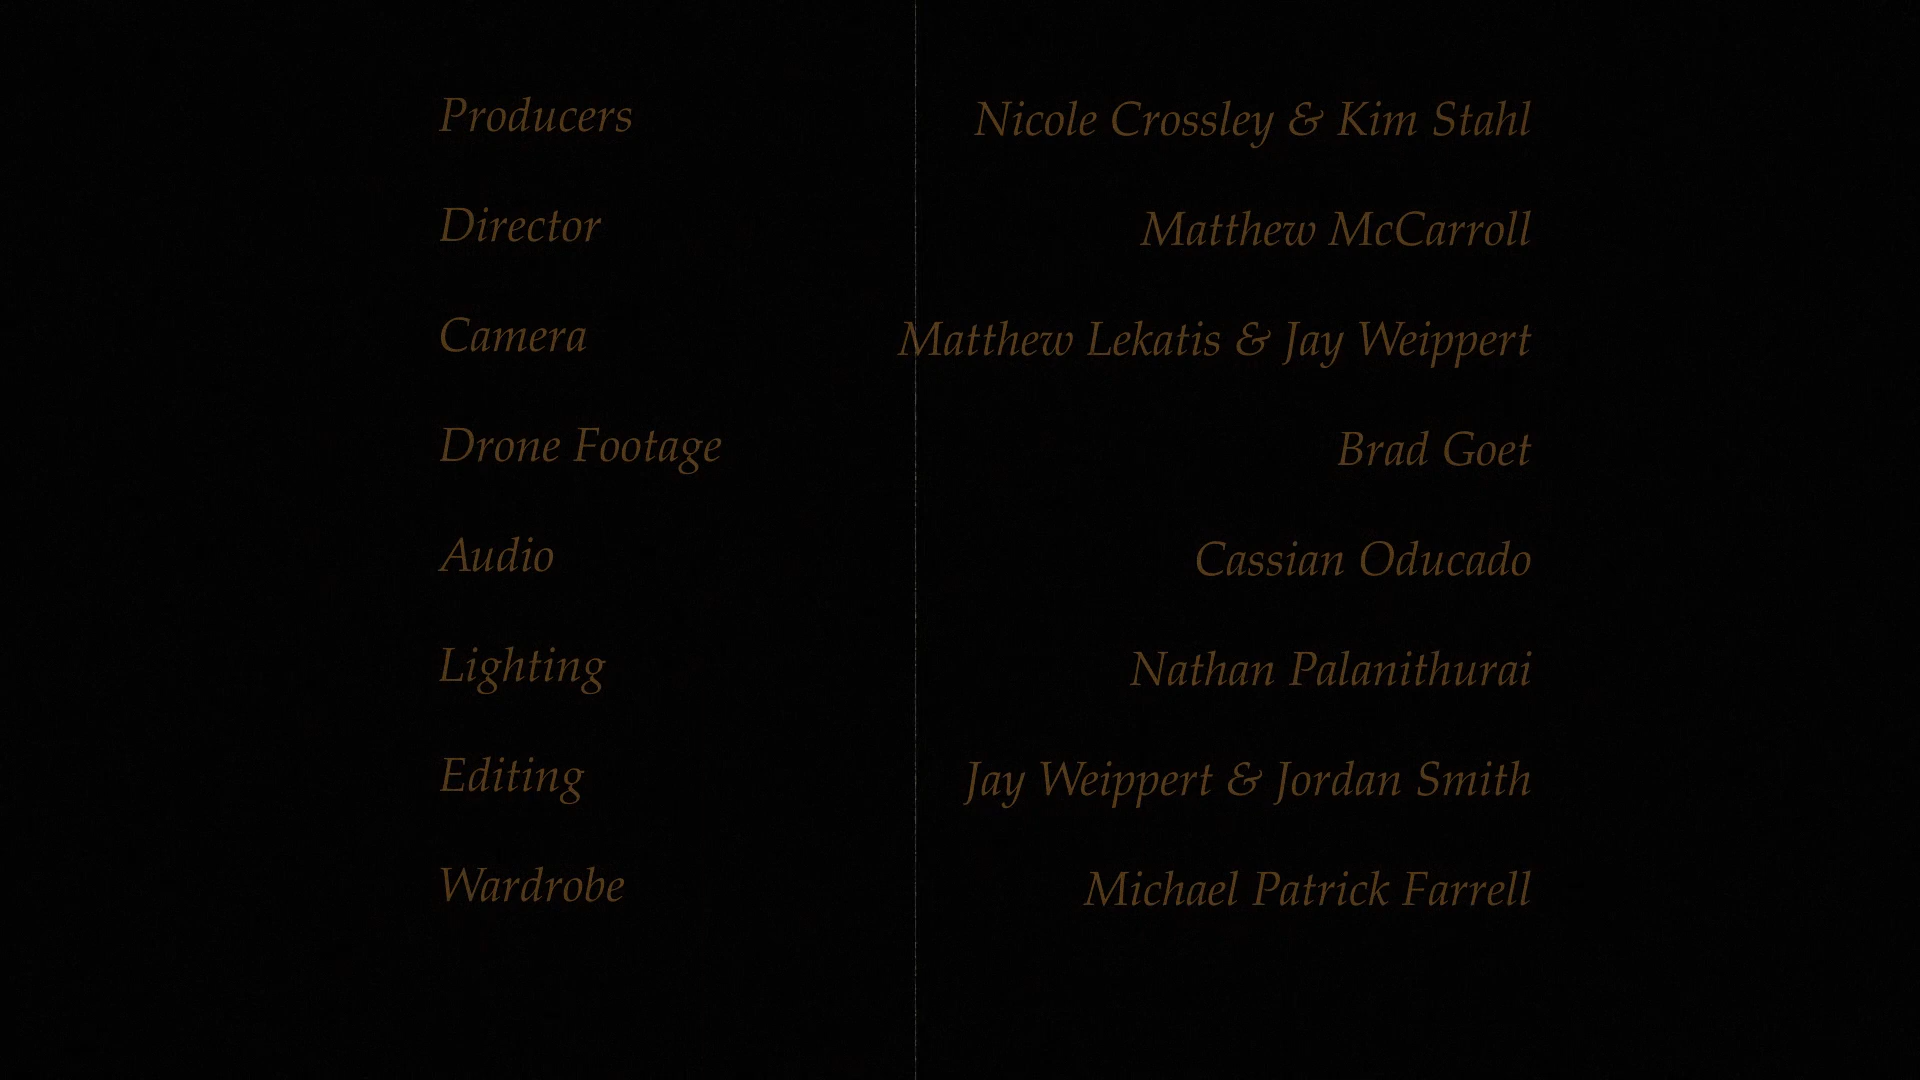 Producers Nicole Crossley & Kim Stahl
Director Matthew McCarroll
Camera Matthew Lekatis & Jay Weippert
Drone Footage Brad Goet
Audio Cassian Oducado
Lighting Nathan Palanithurai
Editing Jay Weippert & Jordan Smith
Wardrobe Michael Patrick Farrell